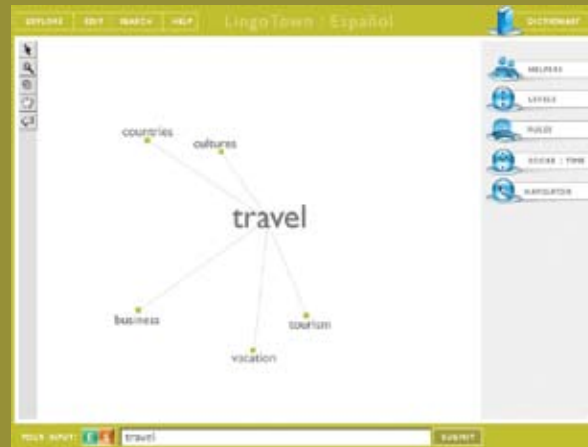 EXPLORE EDIT SEARCH HELP LingoTown : Español DICTIONARY
HELPERS
LEVELS
RULES
SOCIAL : TIME
NAVIGATOR
countries
cultures
travel
business
tourism
vacation
YOUR INPUT: E S travel SUBMIT